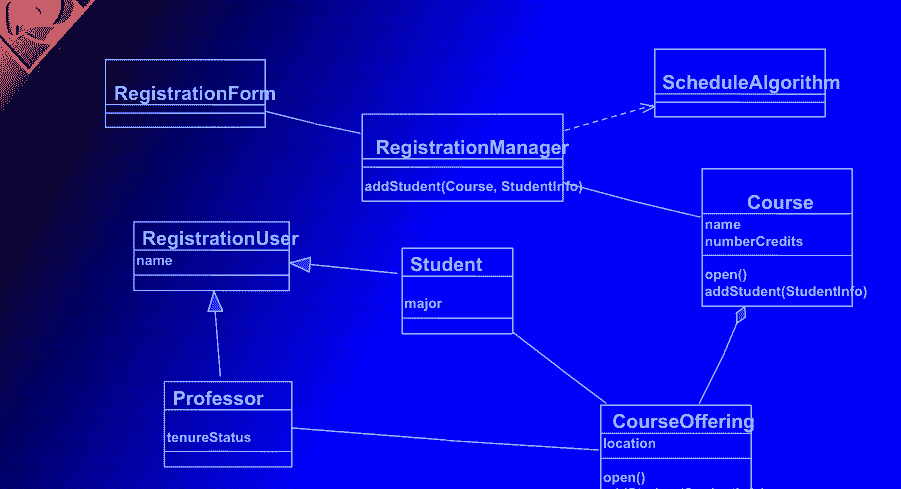 RegistrationForm
ScheduleAlgorithm
RegistrationManager
addStudent(Course, StudentInfo)
Course
name
numberCredits
open()
addStudent(StudentInfo)
RegistrationUser
name
Student
major
Professor
tenureStatus
CourseOffering
location
open()